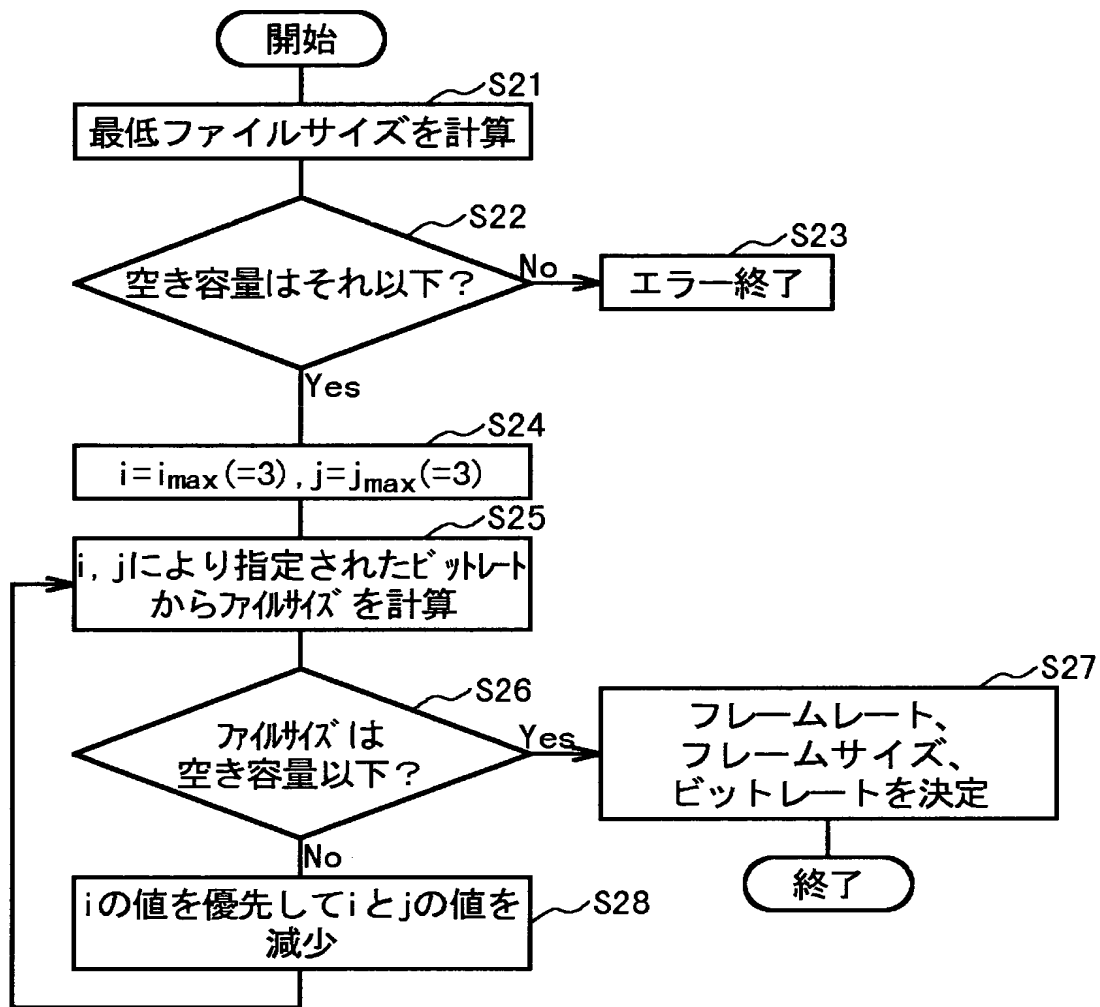 開始
S21
最低ファイルサイズを計算
S22
空き容量はそれ以下?
No
S23
エラー終了
Yes
S24
i=imax(=3),j=jmax(=3)
S25
i,jにより指定されたビットレート
からファイルサイズを計算
S26
ファイルサイズは
空き容量以下?
Yes
S27
フレームレート、
フレームサイズ、
ビットレートを決定
終了
No
S28
iの値を優先してiとjの値を
減少